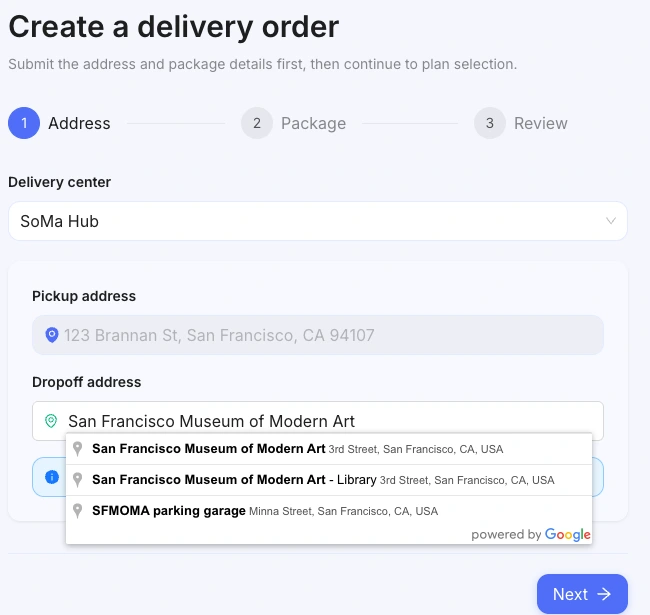 Create a delivery order
Submit the address and package details first, then continue to plan selection.
1 Address 2 Package 3 Review
Delivery center
SoMa Hub
Pickup address
123 Brannan St, San Francisco, CA 94107
Dropoff address
San Francisco Museum of Modern Art
San Francisco Museum of Modern Art 3rd Street, San Francisco, CA, USA
San Francisco Museum of Modern Art - Library 3rd Street, San Francisco, CA, USA
SFMOMA parking garage Minna Street, San Francisco, CA, USA
powered by Google
Next →